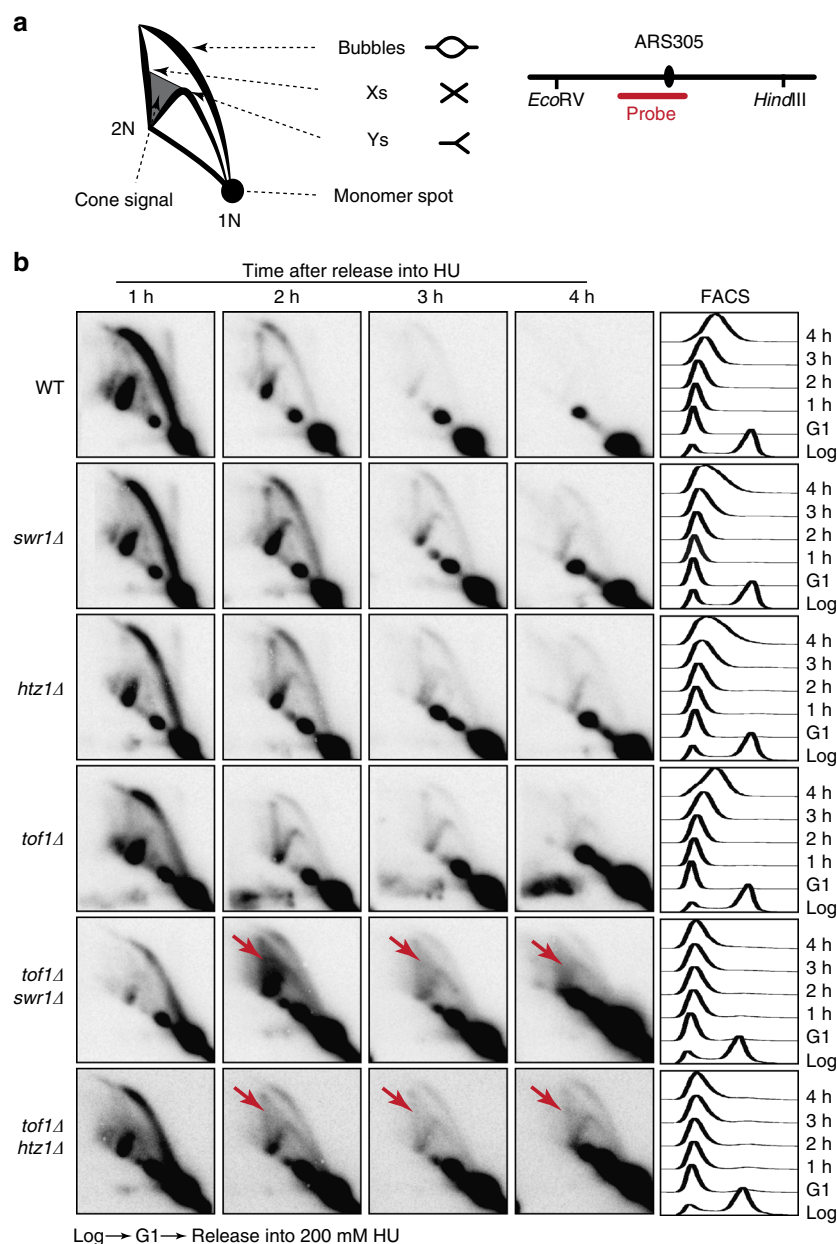 a
Bubbles
Xs
Ys
2N
Cone signal
Monomer spot
1N
ARS305
EcoRV
HindIII
Probe
b
Time after release into HU
1 h 2 h 3 h 4 h FACS
WT
4 h
3 h
2 h
1 h
G1
Log
swr1Δ
4 h
3 h
2 h
1 h
G1
Log
htz1Δ
4 h
3 h
2 h
1 h
G1
Log
tof1Δ
4 h
3 h
2 h
1 h
G1
Log
tof1Δ
swr1Δ
4 h
3 h
2 h
1 h
G1
Log
tof1Δ
htz1Δ
4 h
3 h
2 h
1 h
G1
Log
Log→G1→Release into 200 mM HU